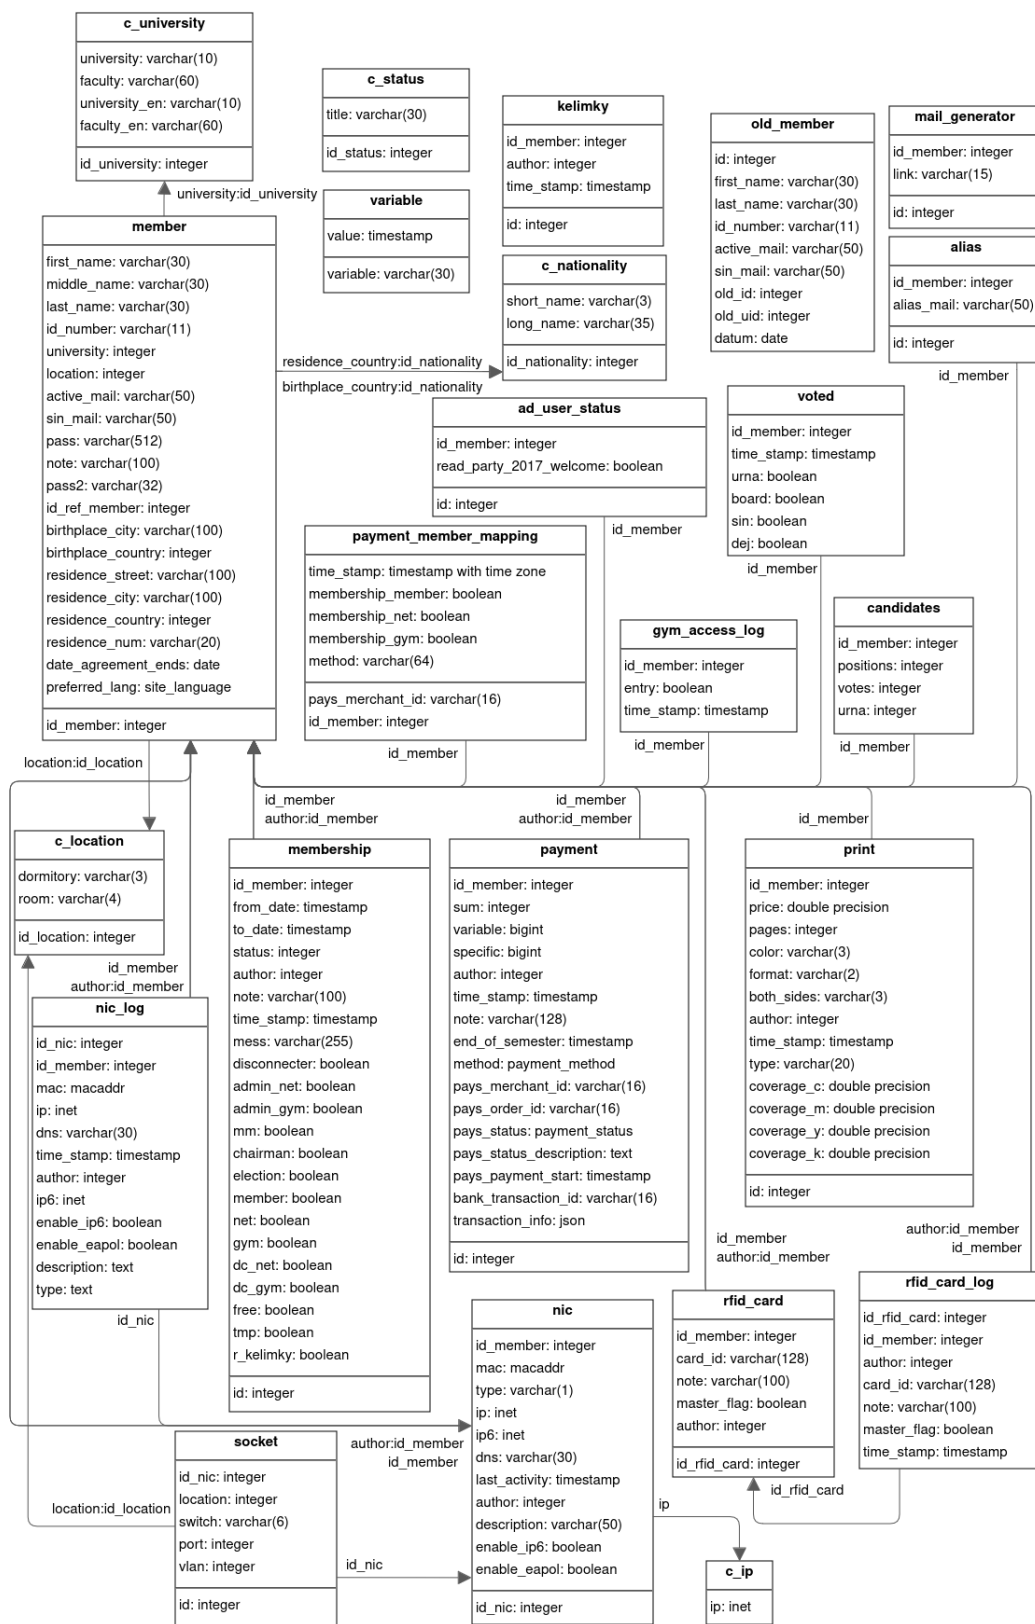 c_university
university: varchar(10)
faculty: varchar(60)
university_en: varchar(10)
faculty_en: varchar(60)
id_university: integer
university:id_university
c_status
title: varchar(30)
id_status: integer
variable
value: timestamp
variable: varchar(30)
kelimky
id_member: integer
author: integer
time_stamp: timestamp
id: integer
c_nationality
short_name: varchar(3)
long_name: varchar(35)
id_nationality: integer
old_member
id: integer
first_name: varchar(30)
last_name: varchar(30)
id_number: varchar(11)
active_mail: varchar(50)
sin_mail: varchar(50)
old_id: integer
old_uid: integer
datum: date
mail_generator
id_member: integer
link: varchar(15)
id: integer
alias
id_member: integer
alias_mail: varchar(50)
id: integer
id_member
member
first_name: varchar(30)
middle_name: varchar(30)
last_name: varchar(30)
id_number: varchar(11)
university: integer
location: integer
active_mail: varchar(50)
sin_mail: varchar(50)
pass: varchar(512)
note: varchar(100)
pass2: varchar(32)
id_ref_member: integer
birthplace_city: varchar(100)
birthplace_country: integer
residence_street: varchar(100)
residence_city: varchar(100)
residence_country: integer
residence_num: varchar(20)
date_agreement_ends: date
preferred_lang: site_language
id_member: integer
residence_country:id_nationality
birthplace_country:id_nationality
ad_user_status
id_member: integer
read_party_2017_welcome: boolean
id: integer
id_member
voted
id_member: integer
time_stamp: timestamp
urna: boolean
board: boolean
sin: boolean
dej: boolean
id_member
payment_member_mapping
time_stamp: timestamp with time zone
membership_member: boolean
membership_net: boolean
membership_gym: boolean
method: varchar(64)
pays_merchant_id: varchar(16)
id_member: integer
id_member
gym_access_log
id_member: integer
entry: boolean
time_stamp: timestamp
id_member
candidates
id_member: integer
positions: integer
votes: integer
urna: integer
id_member
location:id_location
c_location
dormitory: varchar(3)
room: varchar(4)
id_location: integer
id_member
author:id_member
nic_log
id_nic: integer
id_member: integer
mac: macaddr
ip: inet
dns: varchar(30)
time_stamp: timestamp
author: integer
ip6: inet
enable_ip6: boolean
enable_eapol: boolean
description: text
type: text
id_nic
id_member
author:id_member
membership
id_member: integer
from_date: timestamp
to_date: timestamp
status: integer
author: integer
note: varchar(100)
time_stamp: timestamp
mess: varchar(255)
disconnecter: boolean
admin_net: boolean
admin_gym: boolean
mm: boolean
chairman: boolean
election: boolean
member: boolean
net: boolean
gym: boolean
dc_net: boolean
dc_gym: boolean
free: boolean
tmp: boolean
r_kelimky: boolean
id: integer
id_member
author:id_member
payment
id_member: integer
sum: integer
variable: bigint
specific: bigint
author: integer
time_stamp: timestamp
note: varchar(128)
end_of_semester: timestamp
method: payment_method
pays_merchant_id: varchar(16)
pays_order_id: varchar(16)
pays_status: payment_status
pays_status_description: text
pays_payment_start: timestamp
bank_transaction_id: varchar(16)
transaction_info: json
id: integer
id_member
print
id_member: integer
price: double precision
pages: integer
color: varchar(3)
format: varchar(2)
both_sides: varchar(3)
author: integer
time_stamp: timestamp
type: varchar(20)
coverage_c: double precision
coverage_m: double precision
coverage_y: double precision
coverage_k: double precision
id: integer
id_member
author:id_member
author:id_member
id_member
rfid_card
id_member: integer
card_id: varchar(128)
note: varchar(100)
master_flag: boolean
author: integer
id_rfid_card: integer
rfid_card_log
id_rfid_card: integer
id_member: integer
author: integer
card_id: varchar(128)
note: varchar(100)
master_flag: boolean
time_stamp: timestamp
id_rfid_card
nic
id_member: integer
mac: macaddr
type: varchar(1)
ip: inet
ip6: inet
dns: varchar(30)
last_activity: timestamp
author: integer
description: varchar(50)
enable_ip6: boolean
enable_eapol: boolean
id_nic: integer
author:id_member
id_member
socket
id_nic: integer
location: integer
switch: varchar(6)
port: integer
vlan: integer
id: integer
location:id_location
id_nic
ip
c_ip
ip: inet